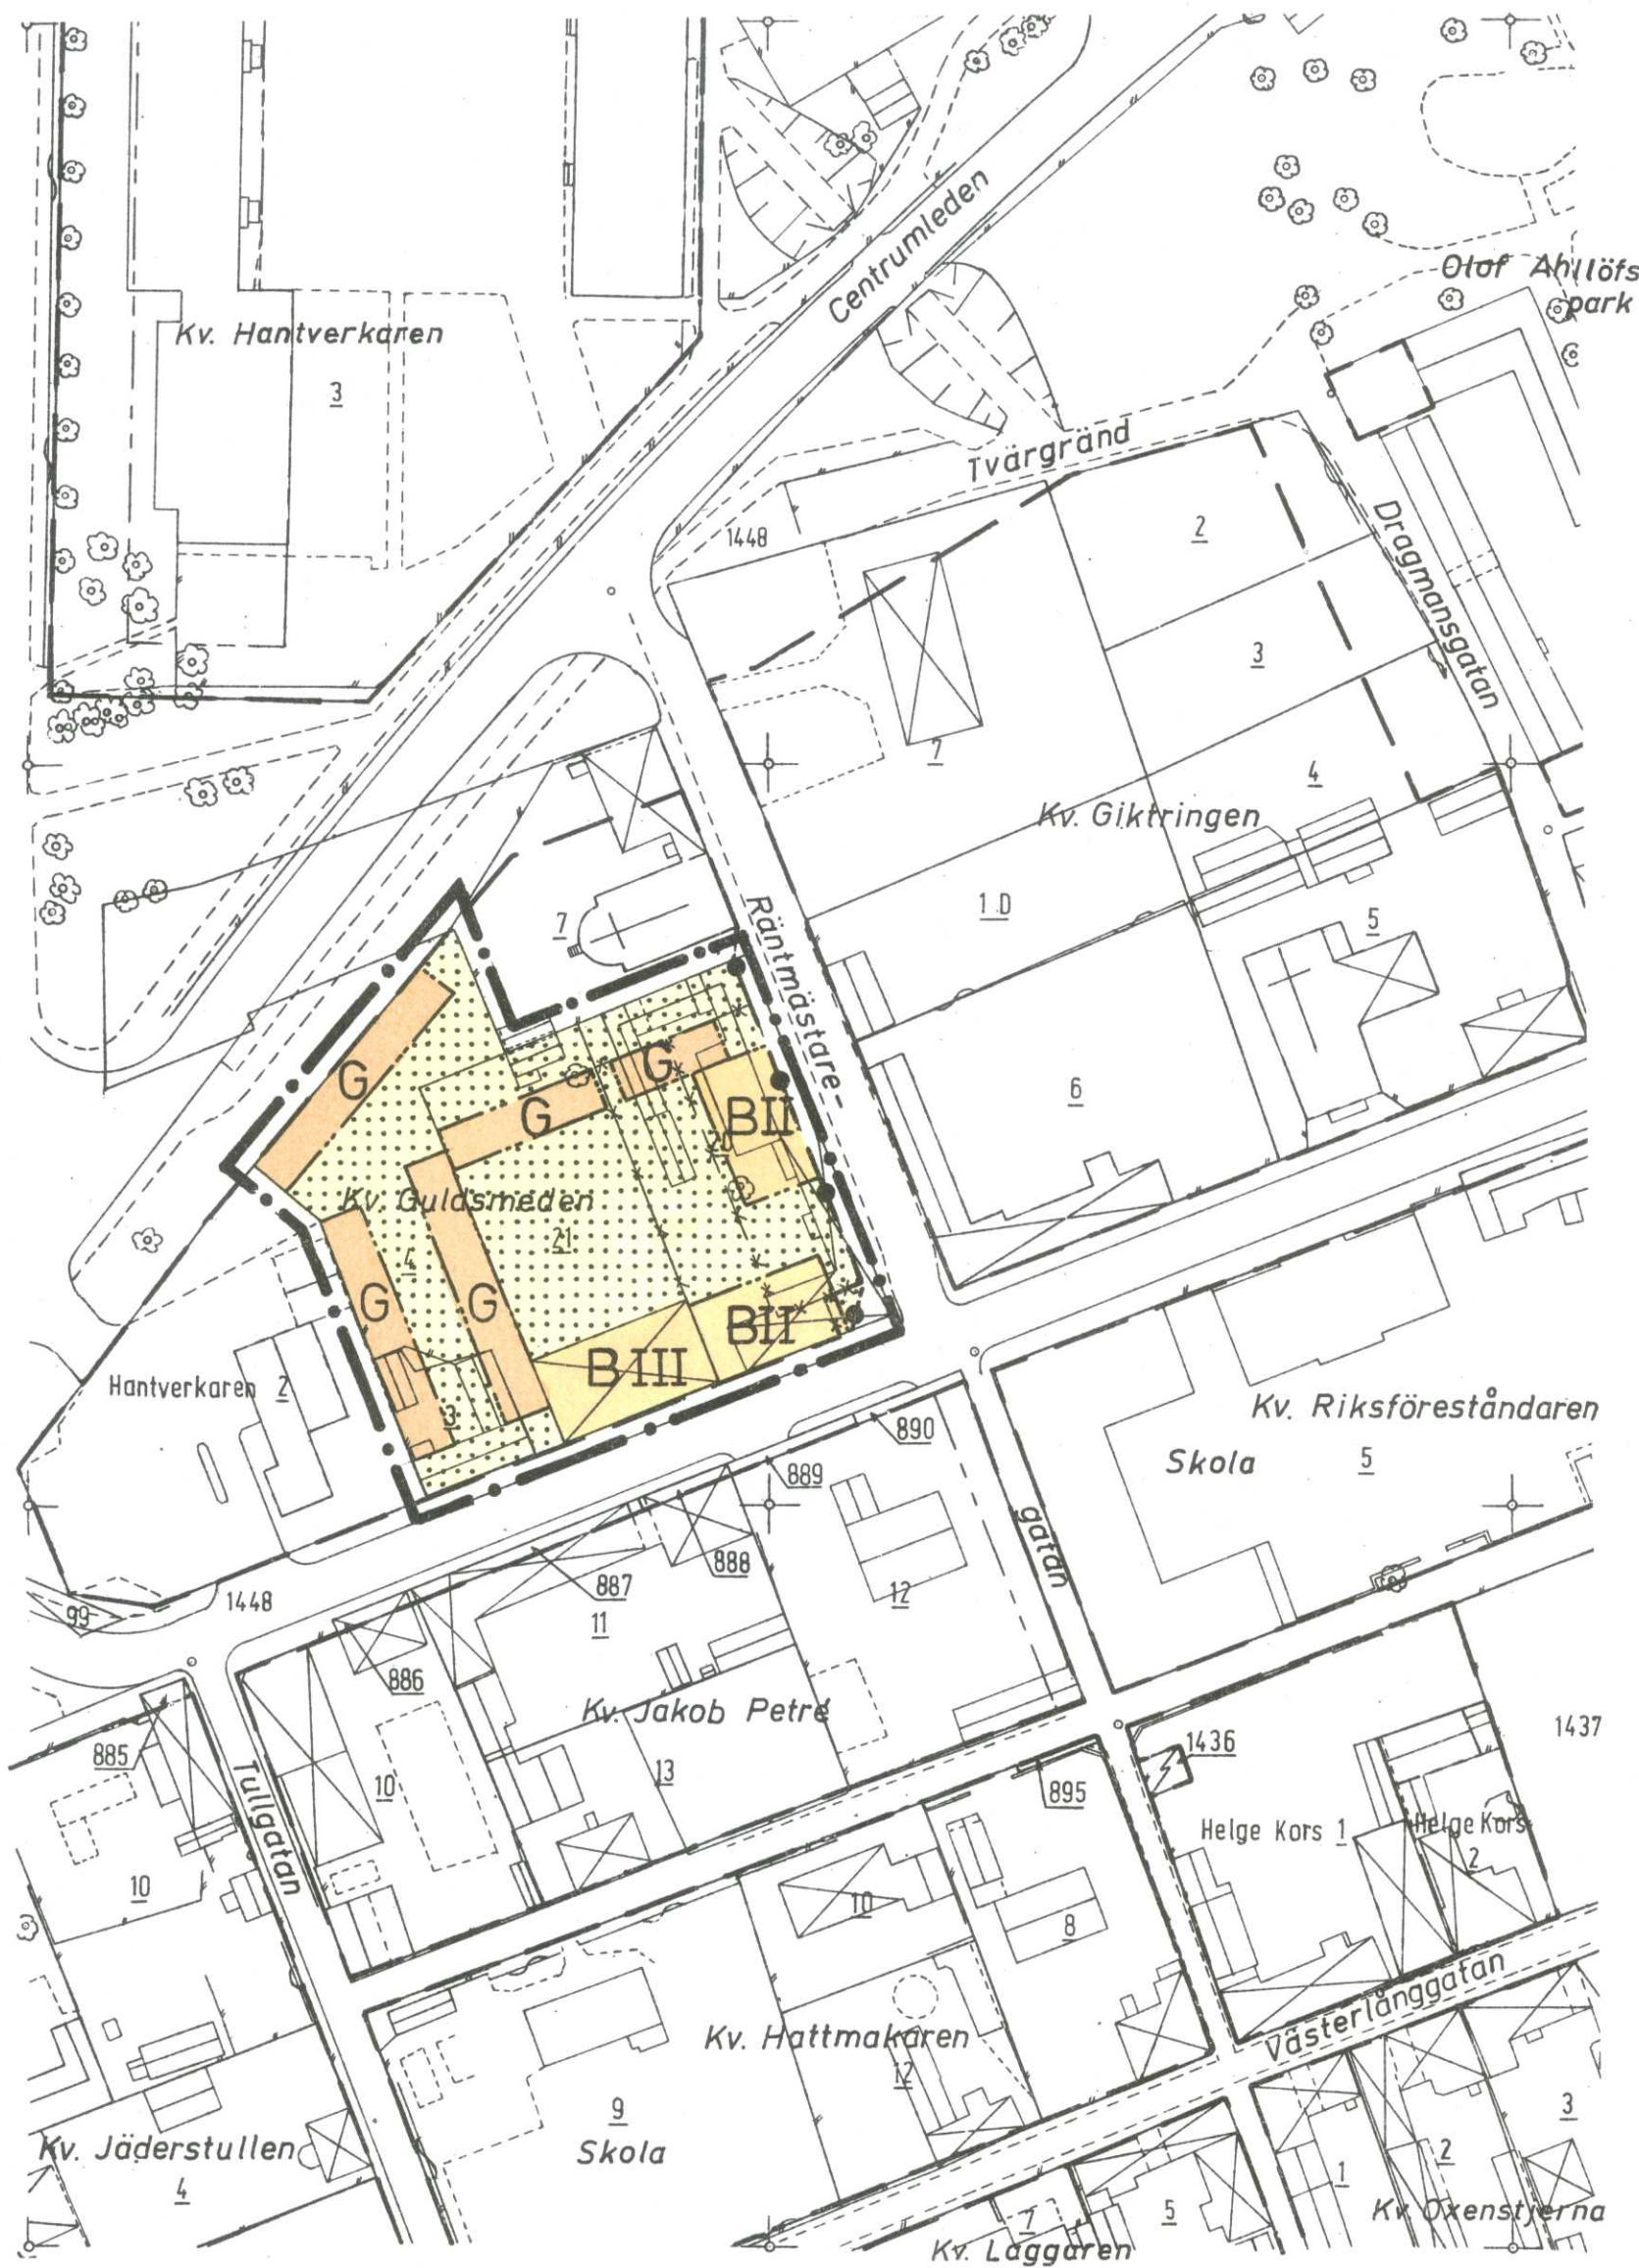 Centrumleden
Olof Ahllöfs
park
Kv. Hantverkaren
3
Tvärgränd
1448
2
Dragmansgatan
3
7
4
Kv. Giktringen
1 D
5
7
Räntmästare-
G
G
G
BII
20
6
Kv. Guldsmeden
21
4
G
G
BII
BIII
19
3
Hantverkaren 2
890
Kv. Riksföreståndaren
Skola
5
889
gatan
888
887
12
99
1448
11
886
Kv. Jakob Petré
885
Tullgatan
10
13
1436
1437
895
Helge Kors 1
Helge Kors
2
10
10
8
Västerlånggatan
Kv. Hattmakaren
12
9
Skola
3
Kv. Jäderstullen
4
1
2
5
7
Kv. Oxenstjerna
Kv. Läggaren